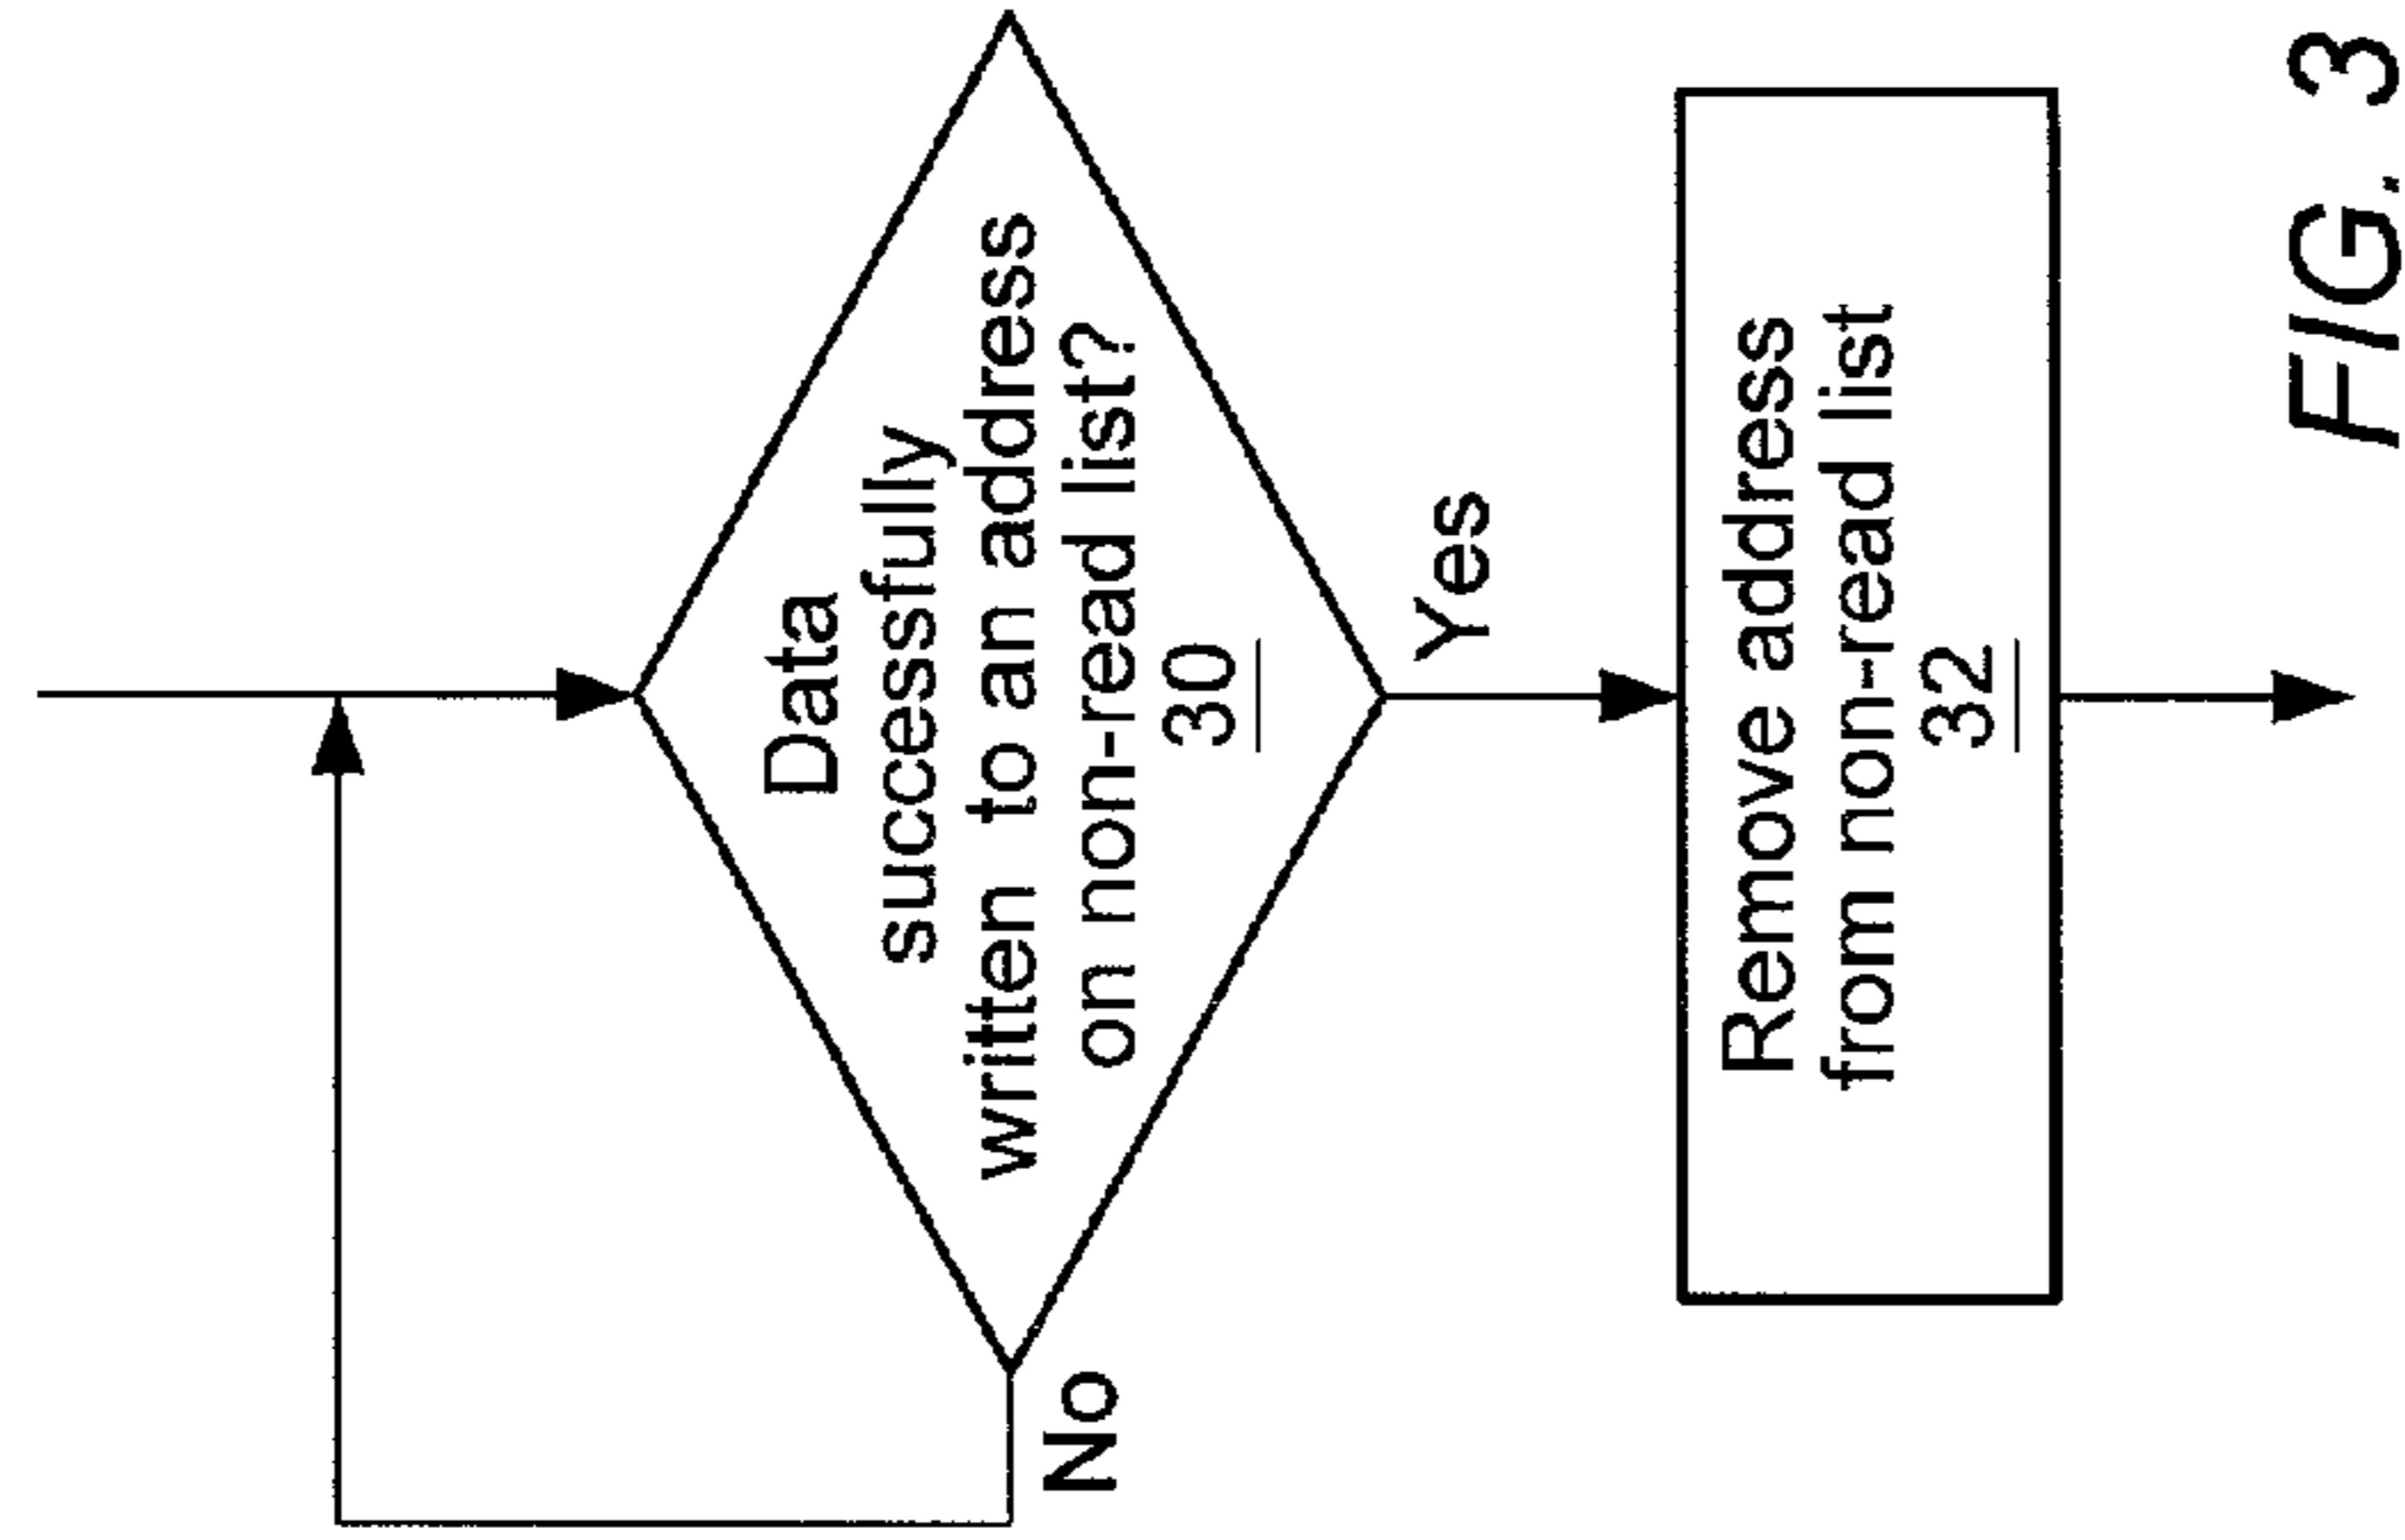 Data
successfully
written to an address
on non-read list?
30
No
Yes
Remove address
from non-read list
32
FIG. 3